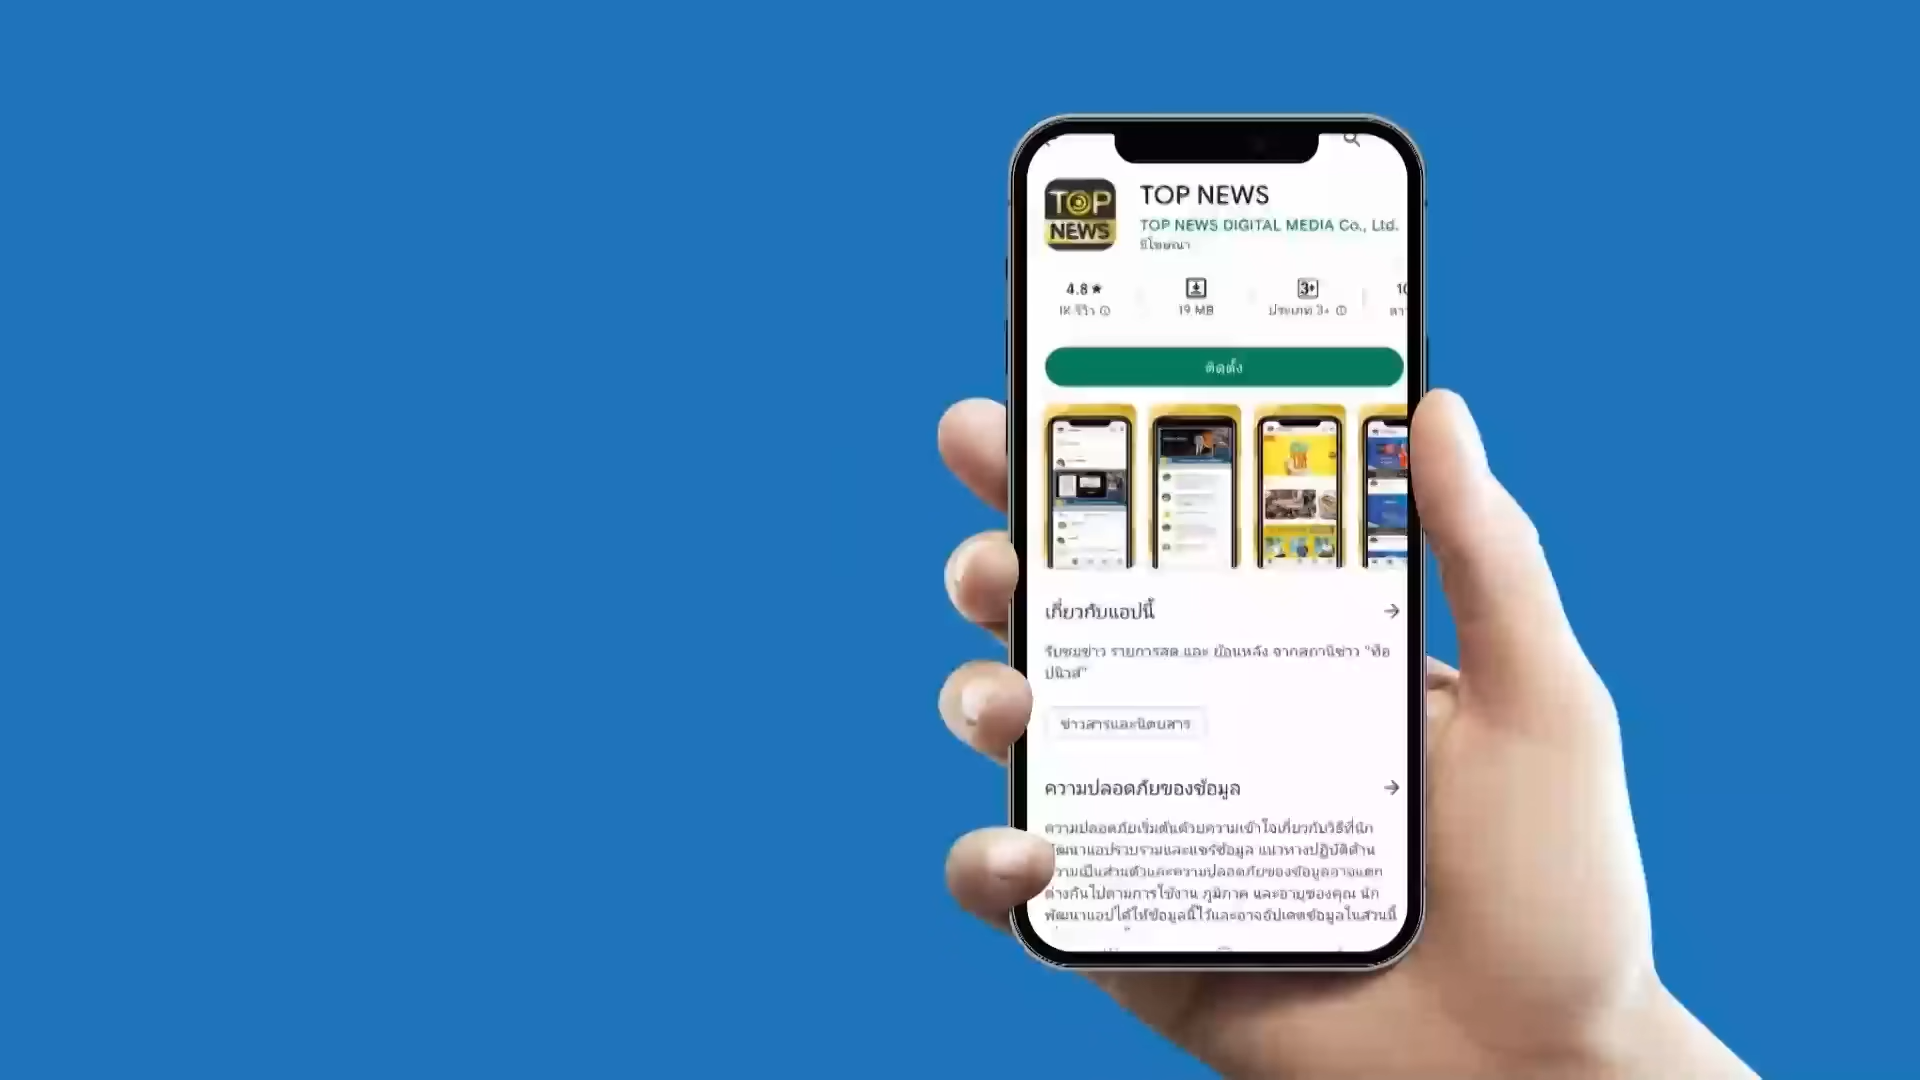 TOP NEWS
TOP
NEWS
TOP NEWS DIGITAL MEDIA Co., Ltd.
มีโฆษณา
4.8★
1K รีวิว
19 MB
3+
ประเภท 3+
ติดตั้ง
เกี่ยวกับแอปนี้
รับชมข่าว รายการสด และ ย้อนหลัง จากสถานีข่าว "ท็อ
ปนิวส์"
ข่าวสารและนิตยสาร
ความปลอดภัยของข้อมูล
ความปลอดภัยเริ่มต้นด้วยความเข้าใจเกี่ยวกับวิธีที่นัก
พัฒนาแอปรวบรวมและแชร์ข้อมูล แนวทางปฏิบัติด้าน
ความเป็นส่วนตัวและความปลอดภัยของข้อมูลอาจแตก
ต่างกันไปตามการใช้งาน ภูมิภาค และอายุของคุณ นัก
พัฒนาแอปได้ให้ข้อมูลนี้ไว้และอาจอัปเดตข้อมูลในส่วนนี้